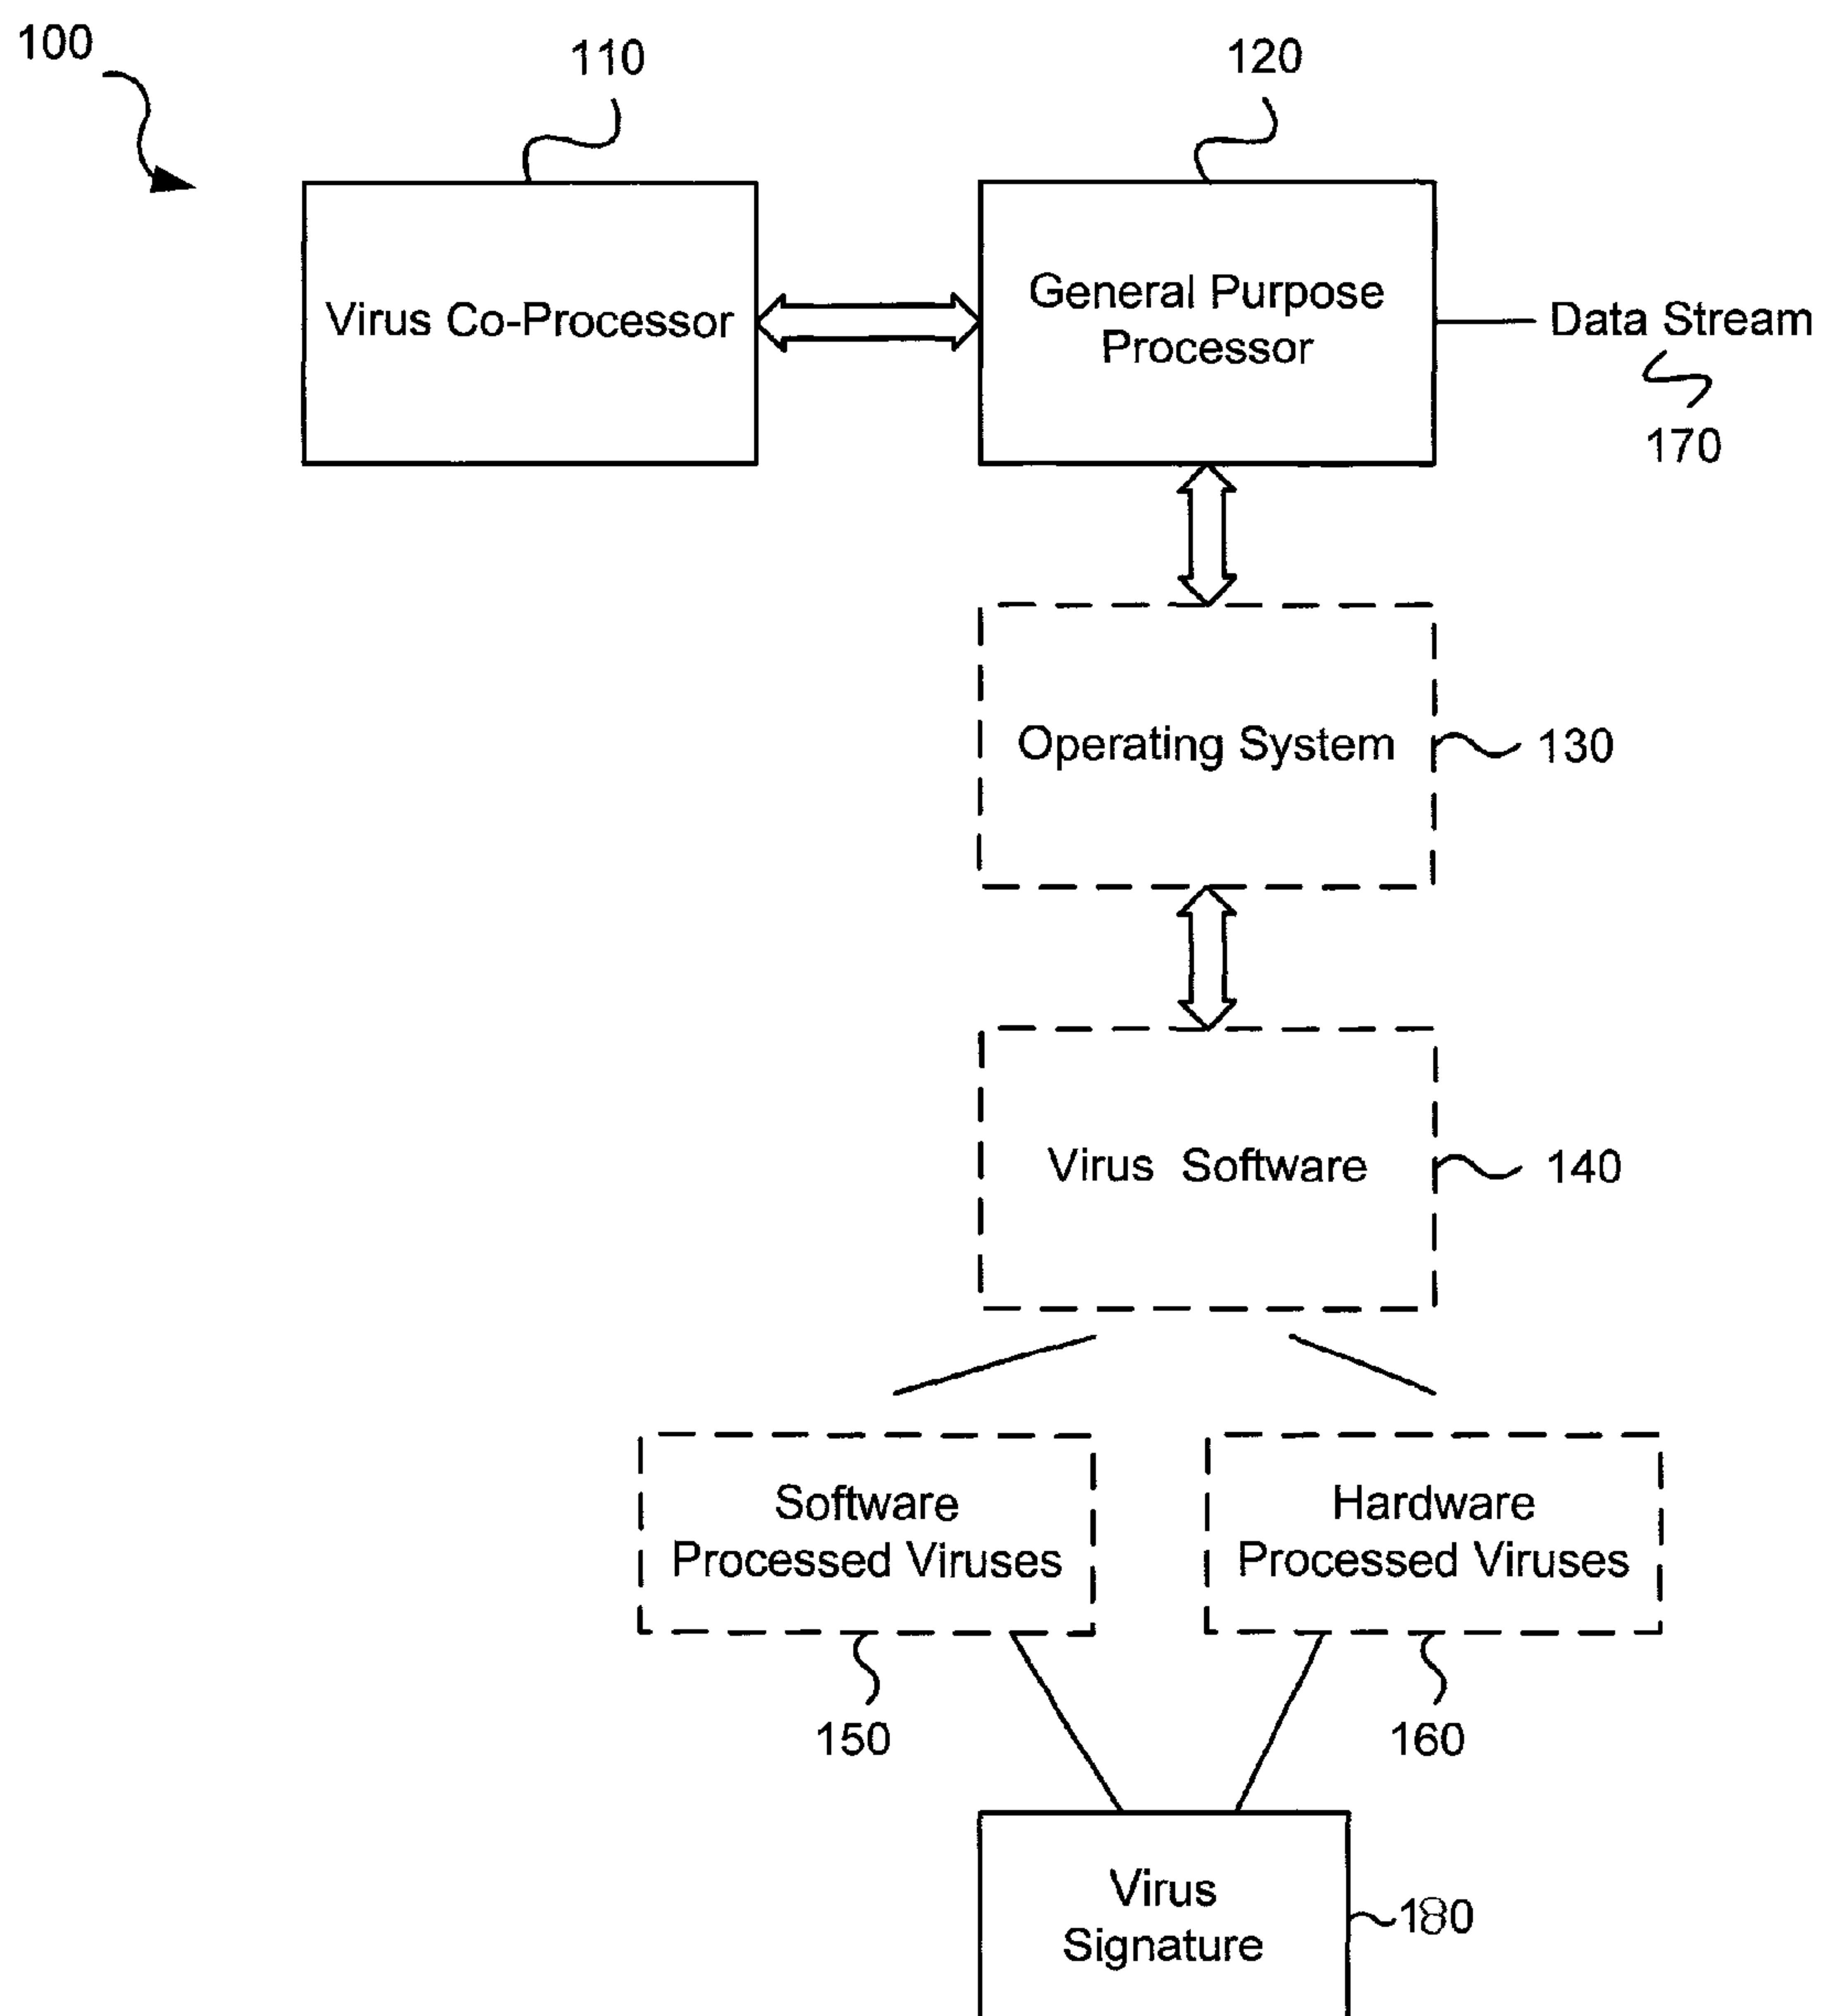 100
110
120
Virus Co-Processor
General Purpose
Processor
Data Stream
170
Operating System
130
Virus Software
140
Software
Processed Viruses
Hardware
Processed Viruses
150
160
Virus
Signature
180